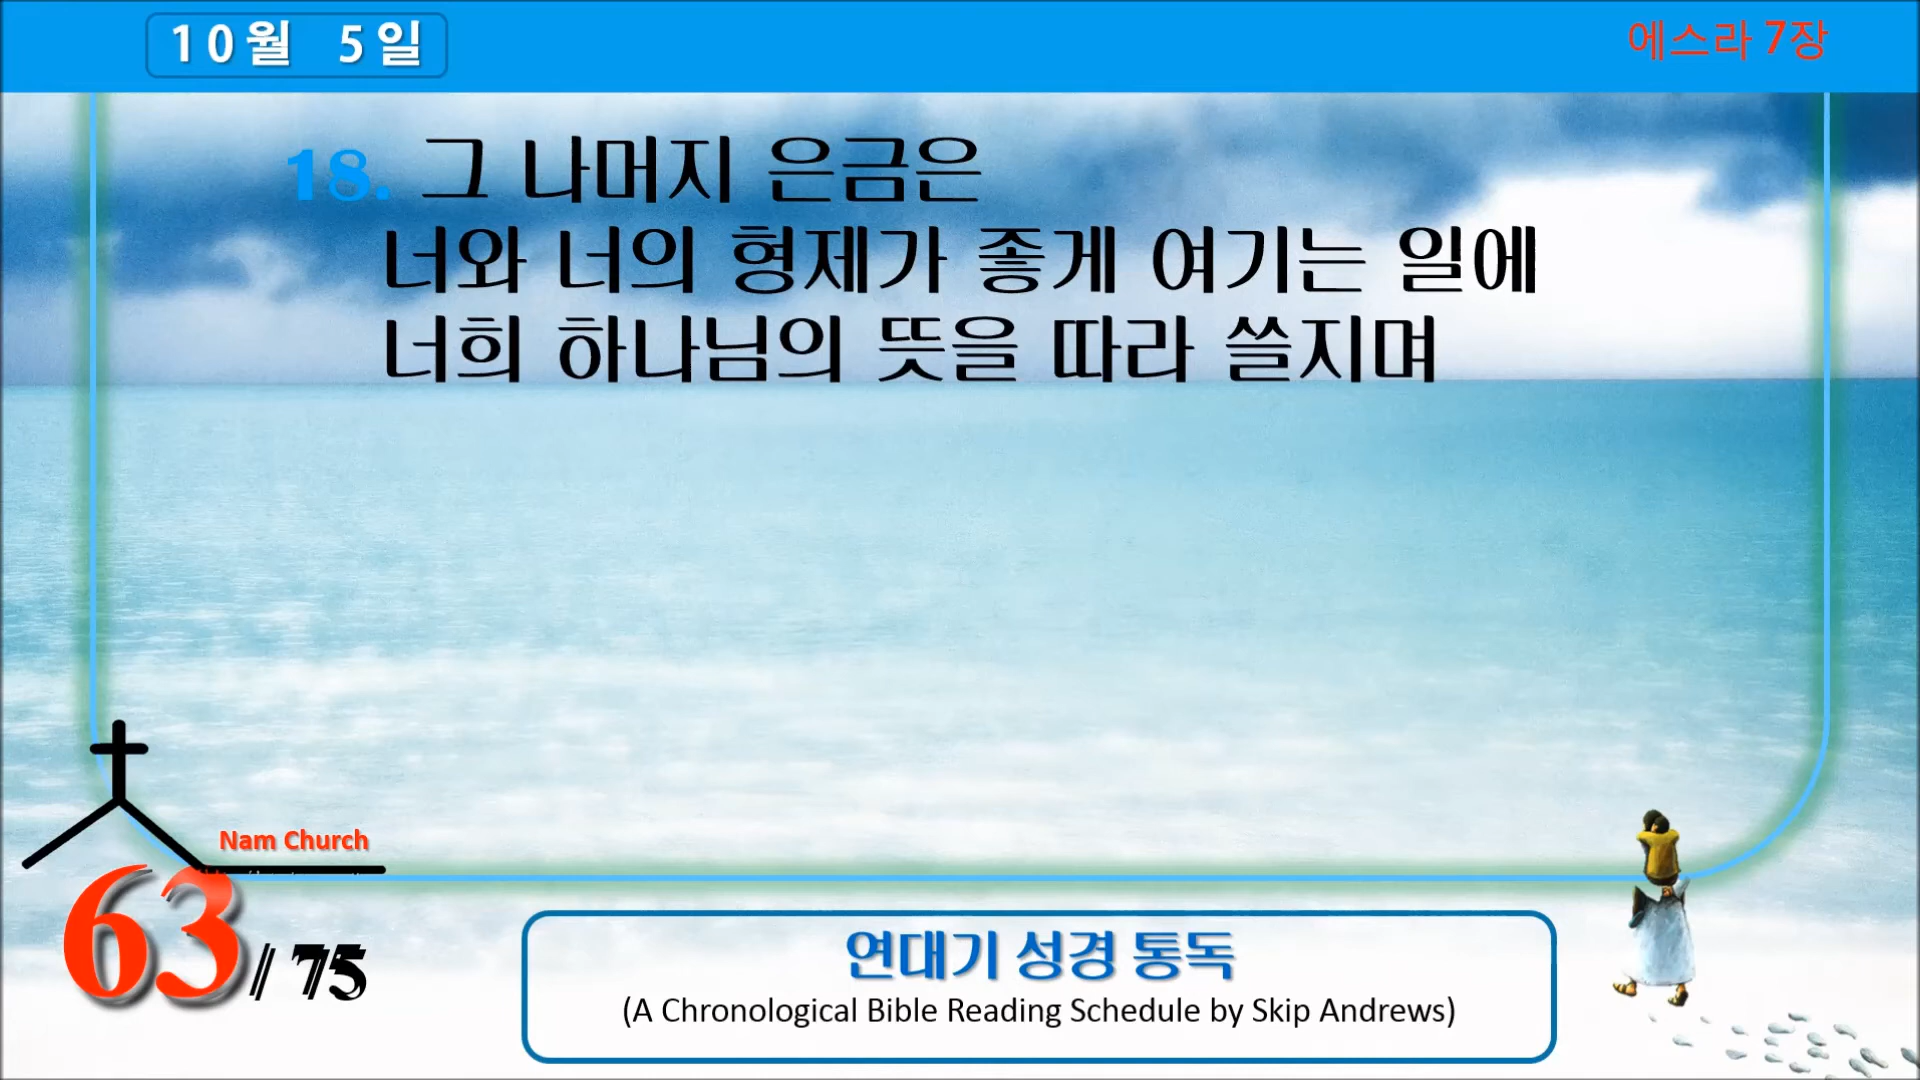 10월 5일
에스라 7장
18. 그 나머지 은금은
너와 너의 형제가 좋게 여기는 일에
너희 하나님의 뜻을 따라 쓸지며
Nam Church
63 / 75
연대기 성경 통독
(A Chronological Bible Reading Schedule by Skip Andrews)